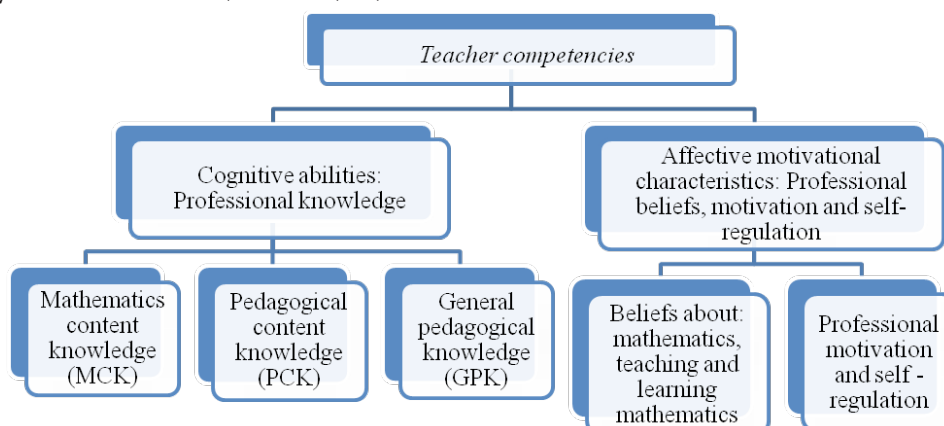 Teacher competencies
Cognitive abilities:
Professional knowledge
Affective motivational
characteristics: Professional
beliefs, motivation and self-
regulation
Mathematics
content
knowledge
(MCK)
Pedagogical
content
knowledge
(PCK)
General
pedagogical
knowledge
(GPK)
Beliefs about:
mathematics,
teaching and
learning
mathematics
Professional
motivation
and self -
regulation